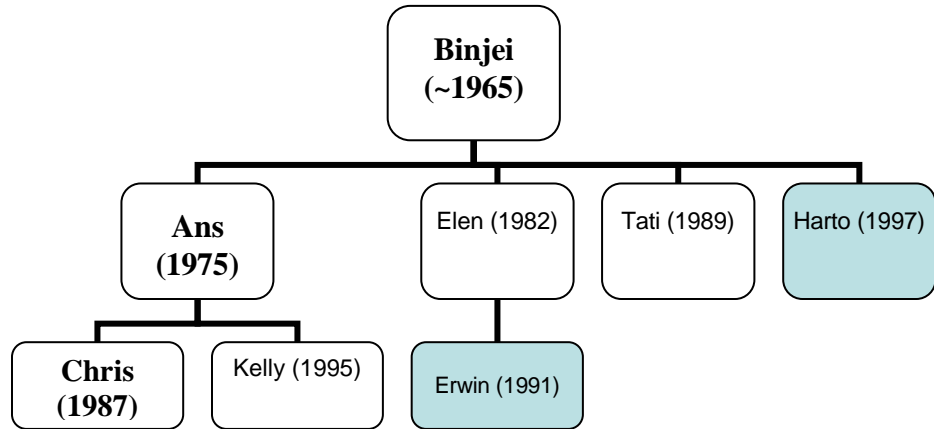 Binjei
(~1965)
Ans
(1975)
Elen (1982)
Tati (1989)
Harto (1997)
Chris
(1987)
Kelly (1995)
Erwin (1991)